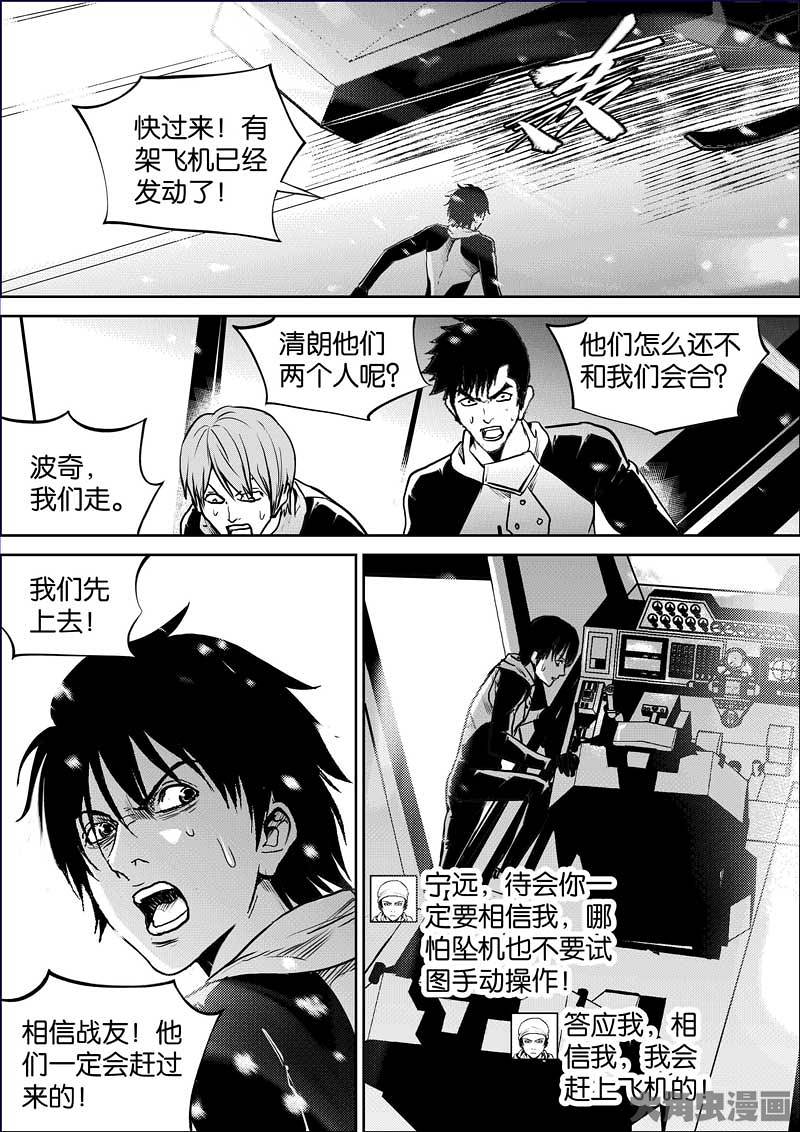 快过来！有
架飞机已经
发动了！
波奇，
我们走。
清朗他们
两个人呢？
他们怎么还不
和我们会合？
我们先
上去！
相信战友！他
们一定会赶过
来的！
宁远，待会你一
定要相信我，哪
怕坠机也不要试
图手动操作！
答应我，相
信我，我会
赶上飞机的！
大角虫漫画